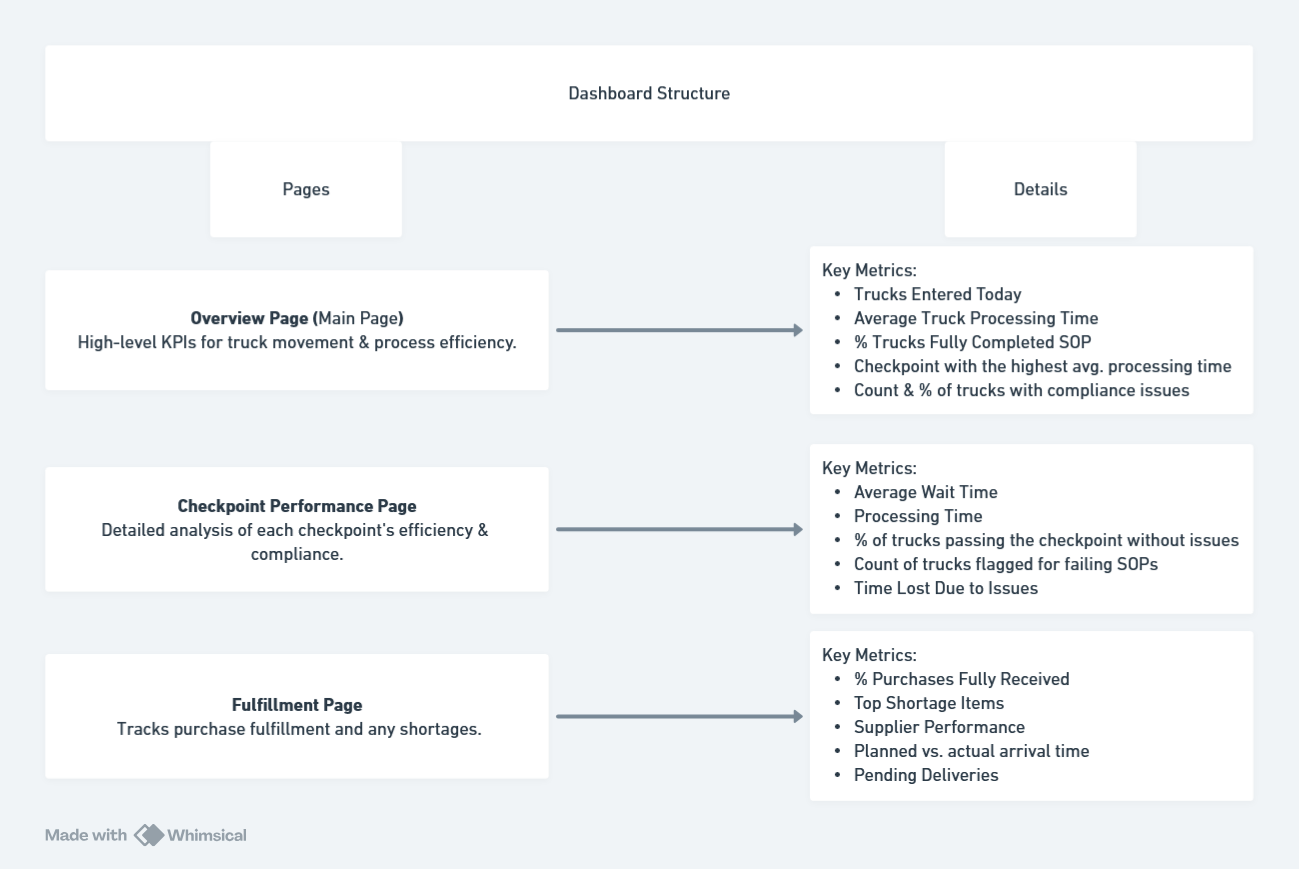 Dashboard Structure
Pages
Details
Overview Page (Main Page)
High-level KPIs for truck movement & process efficiency.
Key Metrics:
• Trucks Entered Today
• Average Truck Processing Time
• % Trucks Fully Completed SOP
• Checkpoint with the highest avg. processing time
• Count & % of trucks with compliance issues
Checkpoint Performance Page
Detailed analysis of each checkpoint's efficiency &
compliance.
Key Metrics:
• Average Wait Time
• Processing Time
• % of trucks passing the checkpoint without issues
• Count of trucks flagged for failing SOPs
• Time Lost Due to Issues
Fulfillment Page
Tracks purchase fulfillment and any shortages.
Key Metrics:
• % Purchases Fully Received
• Top Shortage Items
• Supplier Performance
• Planned vs. actual arrival time
• Pending Deliveries
Made with Whimsical